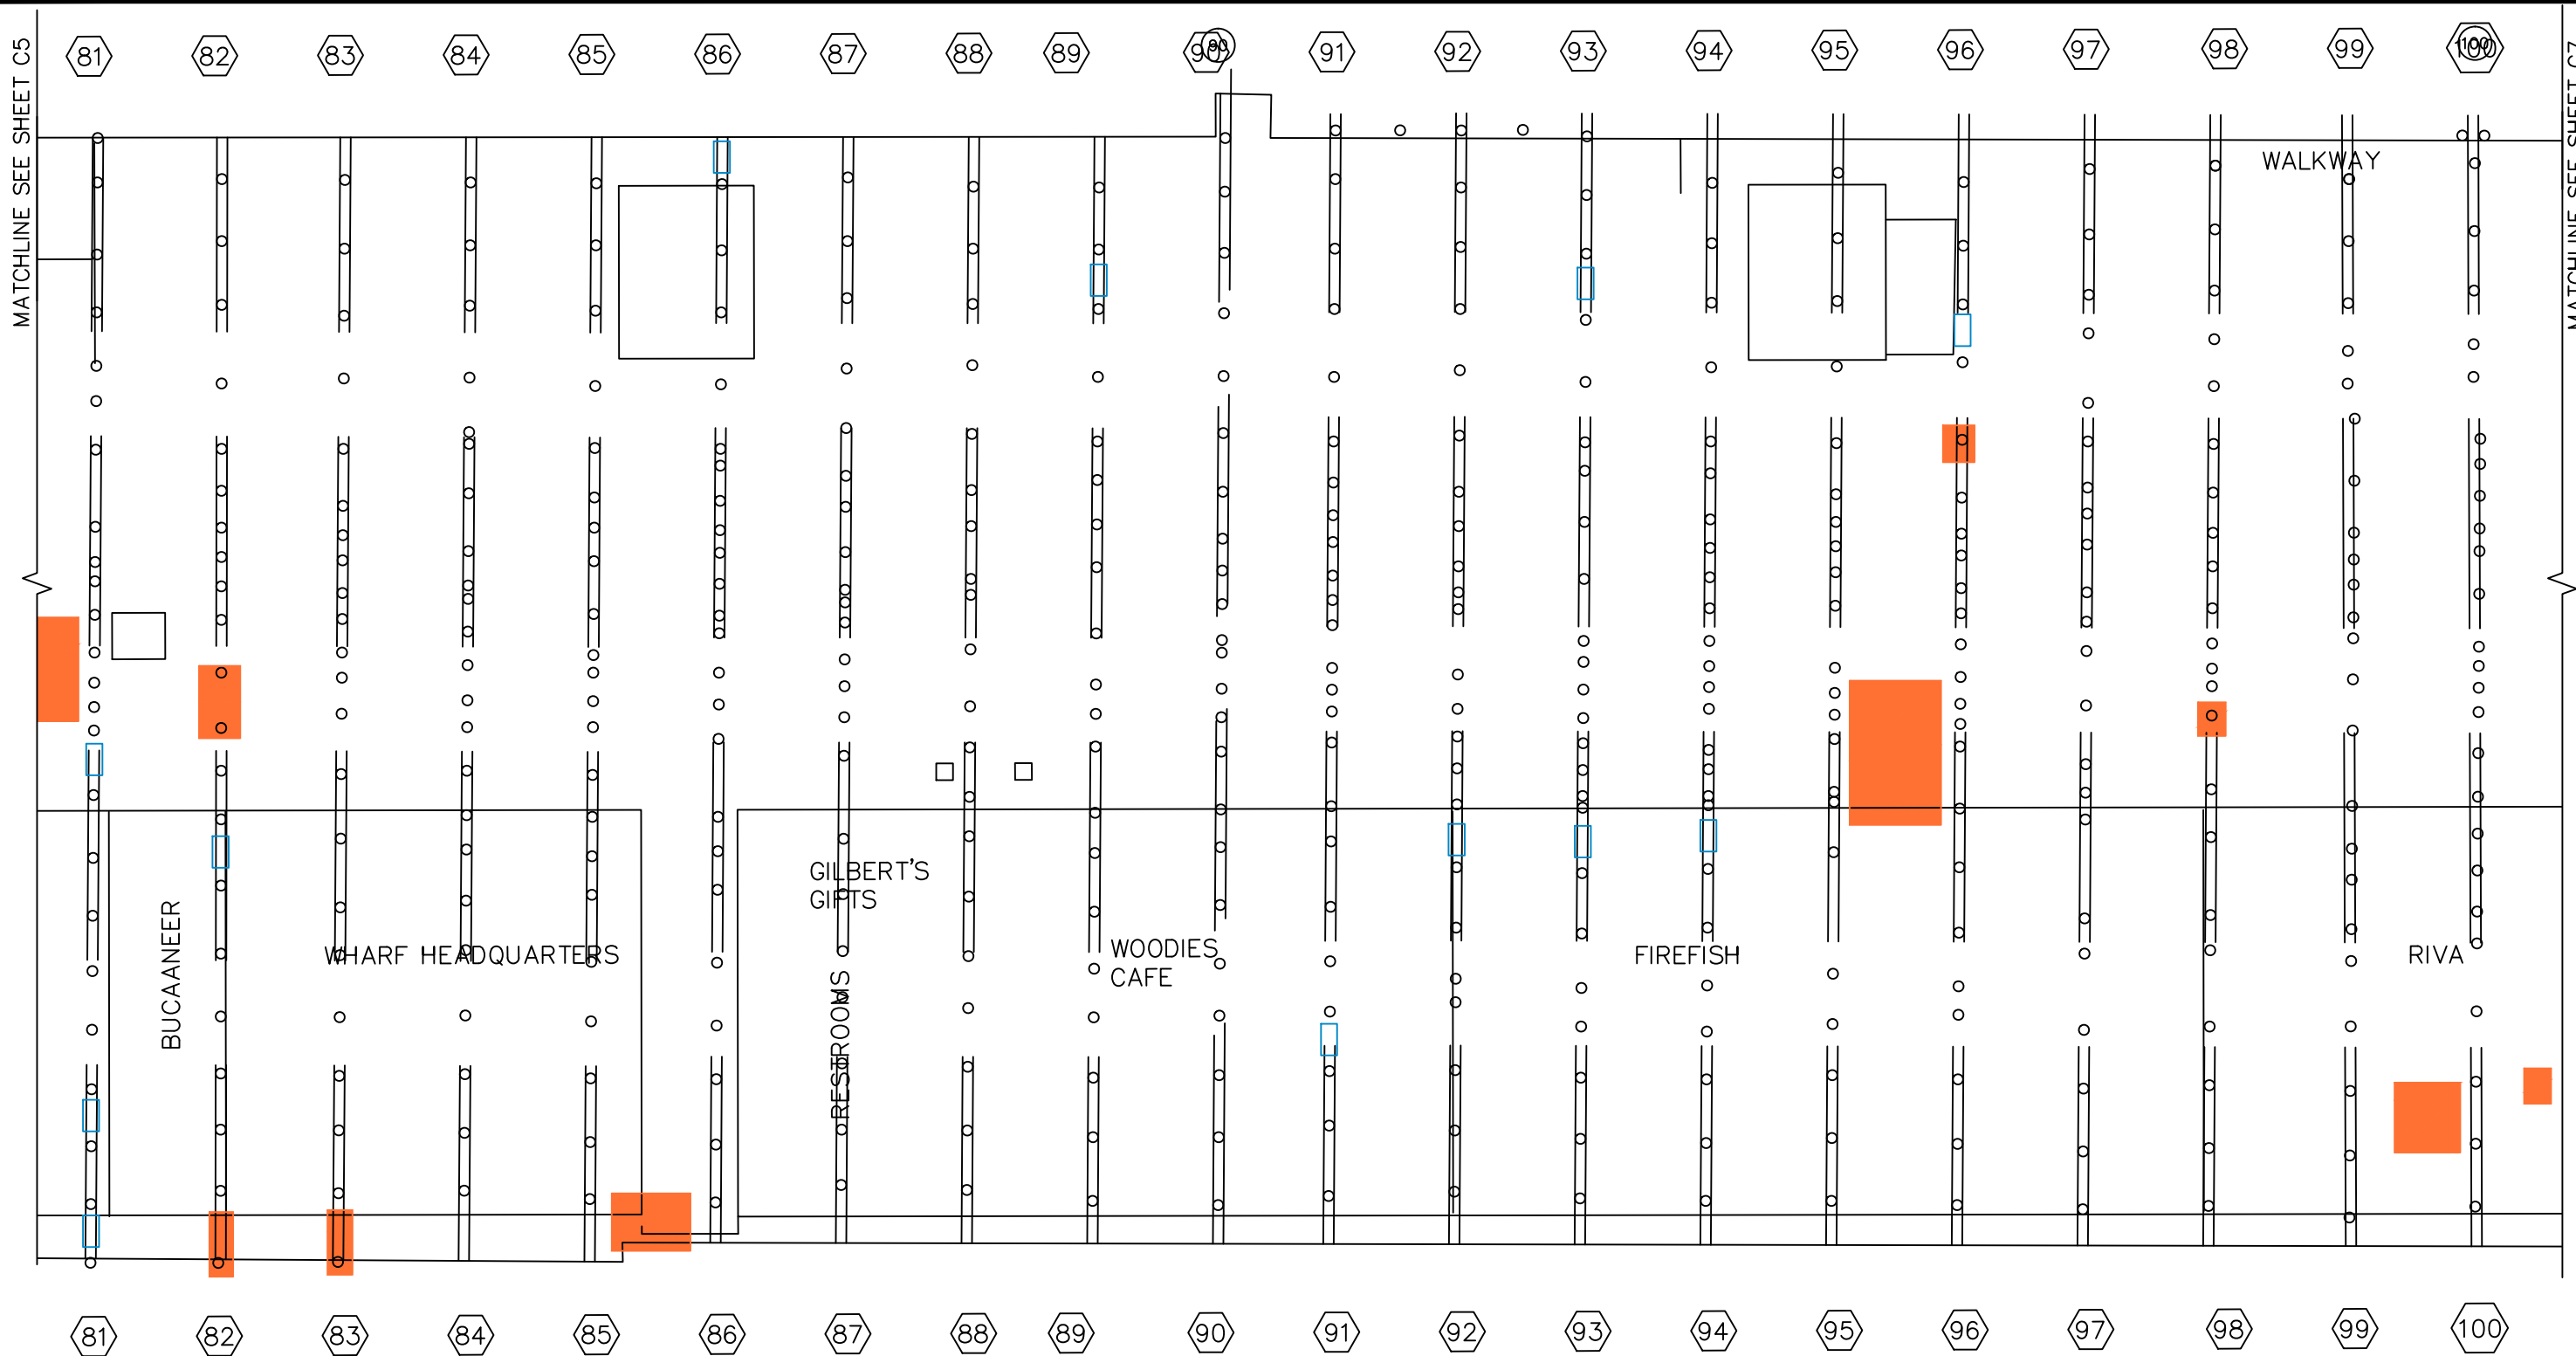 81 82 83 84 85 86 87 88 89 90 90 91 92 93 94 95 96 97 98 99 100 100
MATCHLINE SEE SHEET C5
MATCHLINE SEE SHEET C7
WALKWAY
GILBERT'S
GIFTS
BUCAANEER
WHARF HEADQUARTERS
RESTROOMS
WOODIES
CAFE
FIREFISH
RIVA
81 82 83 84 85 86 87 88 89 90 91 92 93 94 95 96 97 98 99 100